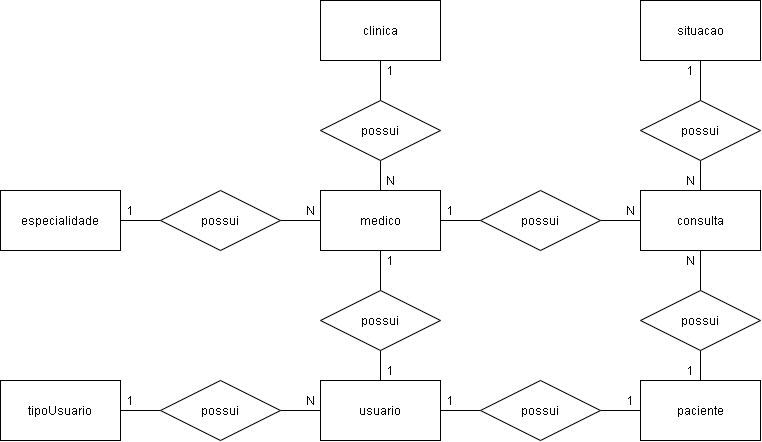 clinica
situacao
1
1
possui
possui
N
N
especialidade
1
possui
N
medico
1
possui
N
consulta
1
N
possui
possui
1
1
tipoUsuario
1
possui
N
usuario
1
possui
1
paciente